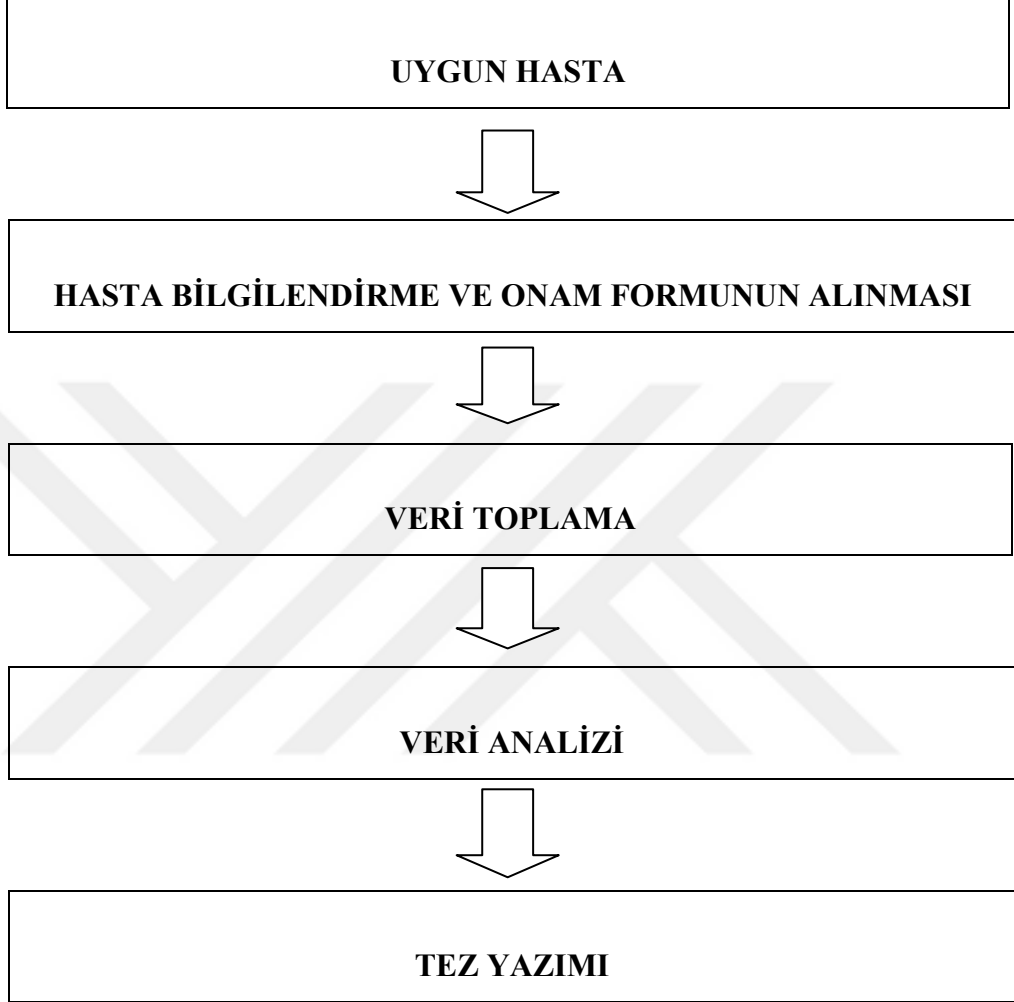 UYGUN HASTA
HASTA BİLGİLENDİRME VE ONAM FORMUNUN ALINMASI
VERİ TOPLAMA
VERİ ANALİZİ
TEZ YAZIMI